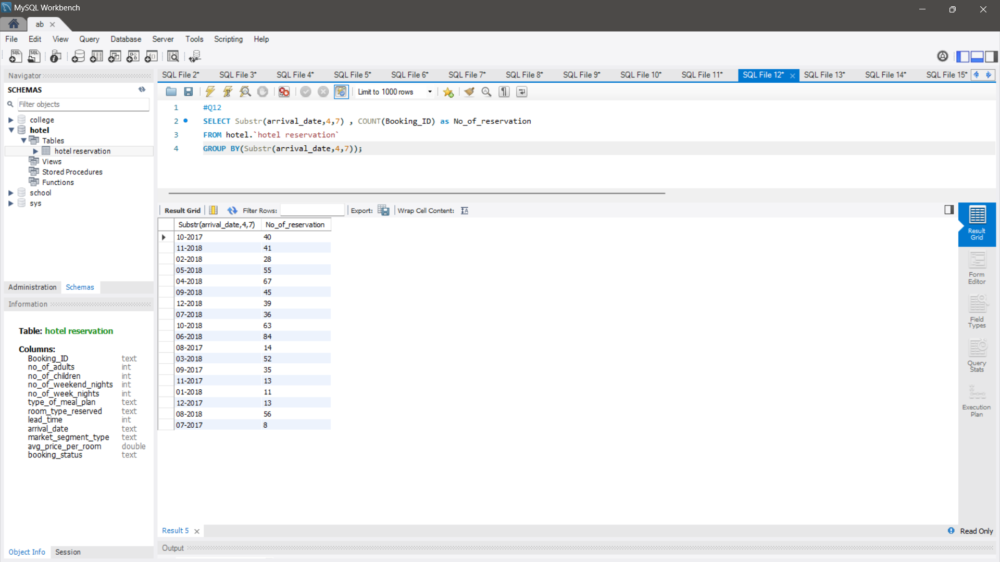 MySQL Workbench
ab
File Edit View Query Database Server Tools Scripting Help
Navigator
SCHEMAS
Filter objects
college
hotel
Tables
hotel reservation
Views
Stored Procedures
Functions
school
sys
Administration Schemas
Information
Table: hotel reservation
Columns:
Booking_ID text
no_of_adults int
no_of_children int
no_of_weekend_nights int
no_of_week_nights int
type_of_meal_plan text
room_type_reserved text
lead_time int
arrival_date text
market_segment_type text
avg_price_per_room double
booking_status text
Object Info Session
SQL File 2* SQL File 3* SQL File 4* SQL File 5* SQL File 6* SQL File 7* SQL File 8* SQL File 9* SQL File 10* SQL File 11* SQL File 12* SQL File 13* SQL File 14* SQL File 15*
Limit to 1000 rows
1 #Q12
2 SELECT Substr(arrival_date,4,7) , COUNT(Booking_ID) as No_of_reservation
3 FROM hotel.`hotel reservation`
4 GROUP BY(Substr(arrival_date,4,7));
Result Grid Filter Rows: Export: Wrap Cell Content:
Substr(arrival_date,4,7) No_of_reservation
10-2017 40
11-2018 41
02-2018 28
05-2018 55
04-2018 67
09-2018 45
12-2018 39
07-2018 36
10-2018 63
06-2018 84
08-2017 14
03-2018 52
09-2017 35
11-2017 13
01-2018 11
12-2017 13
08-2018 56
07-2017 8
Result
Grid
Form
Editor
Field
Types
Query
Stats
Execution
Plan
Result 5
Read Only
Output